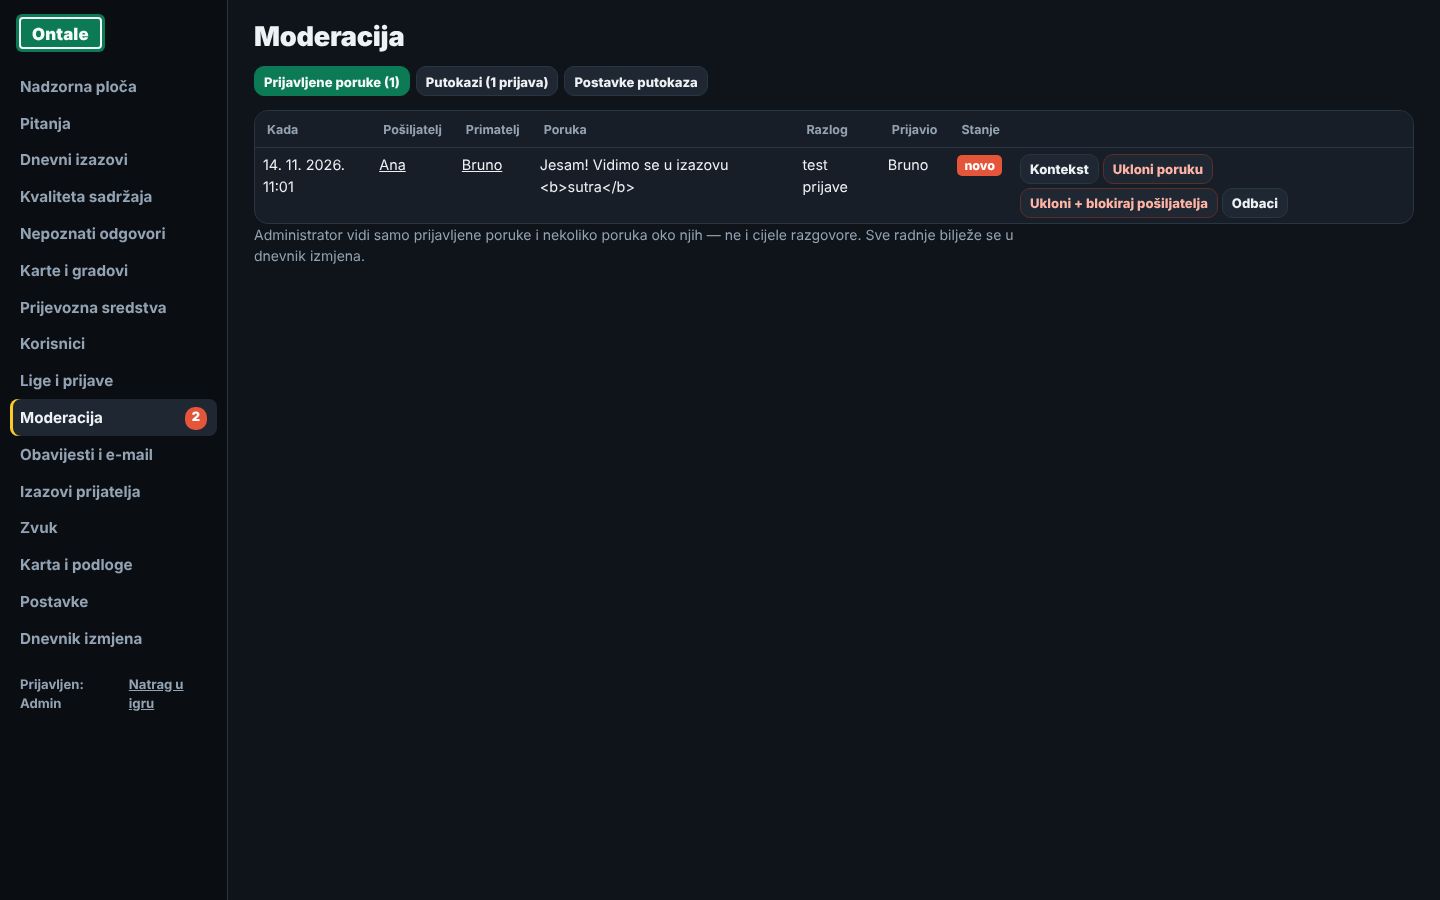 Ontale
Nadzorna ploča
Pitanja
Dnevni izazovi
Kvaliteta sadržaja
Nepoznati odgovori
Karte i gradovi
Prijevozna sredstva
Korisnici
Lige i prijave
Moderacija 2
Obavijesti i e-mail
Izazovi prijatelja
Zvuk
Karta i podloge
Postavke
Dnevnik izmjena
Prijavljen: Admin
Natrag u igru
Moderacija
Prijavljene poruke (1) Putokazi (1 prijava) Postavke putokaza
Kada Pošiljatelj Primatelj Poruka Razlog Prijavio Stanje
14. 11. 2026. 11:01 Ana Bruno Jesam! Vidimo se u izazovu <b>sutra</b> test prijave Bruno novo Kontekst Ukloni poruku
Ukloni + blokiraj pošiljatelja Odbaci
Administrator vidi samo prijavljene poruke i nekoliko poruka oko njih — ne i cijele razgovore. Sve radnje bilježe se u
dnevnik izmjena.